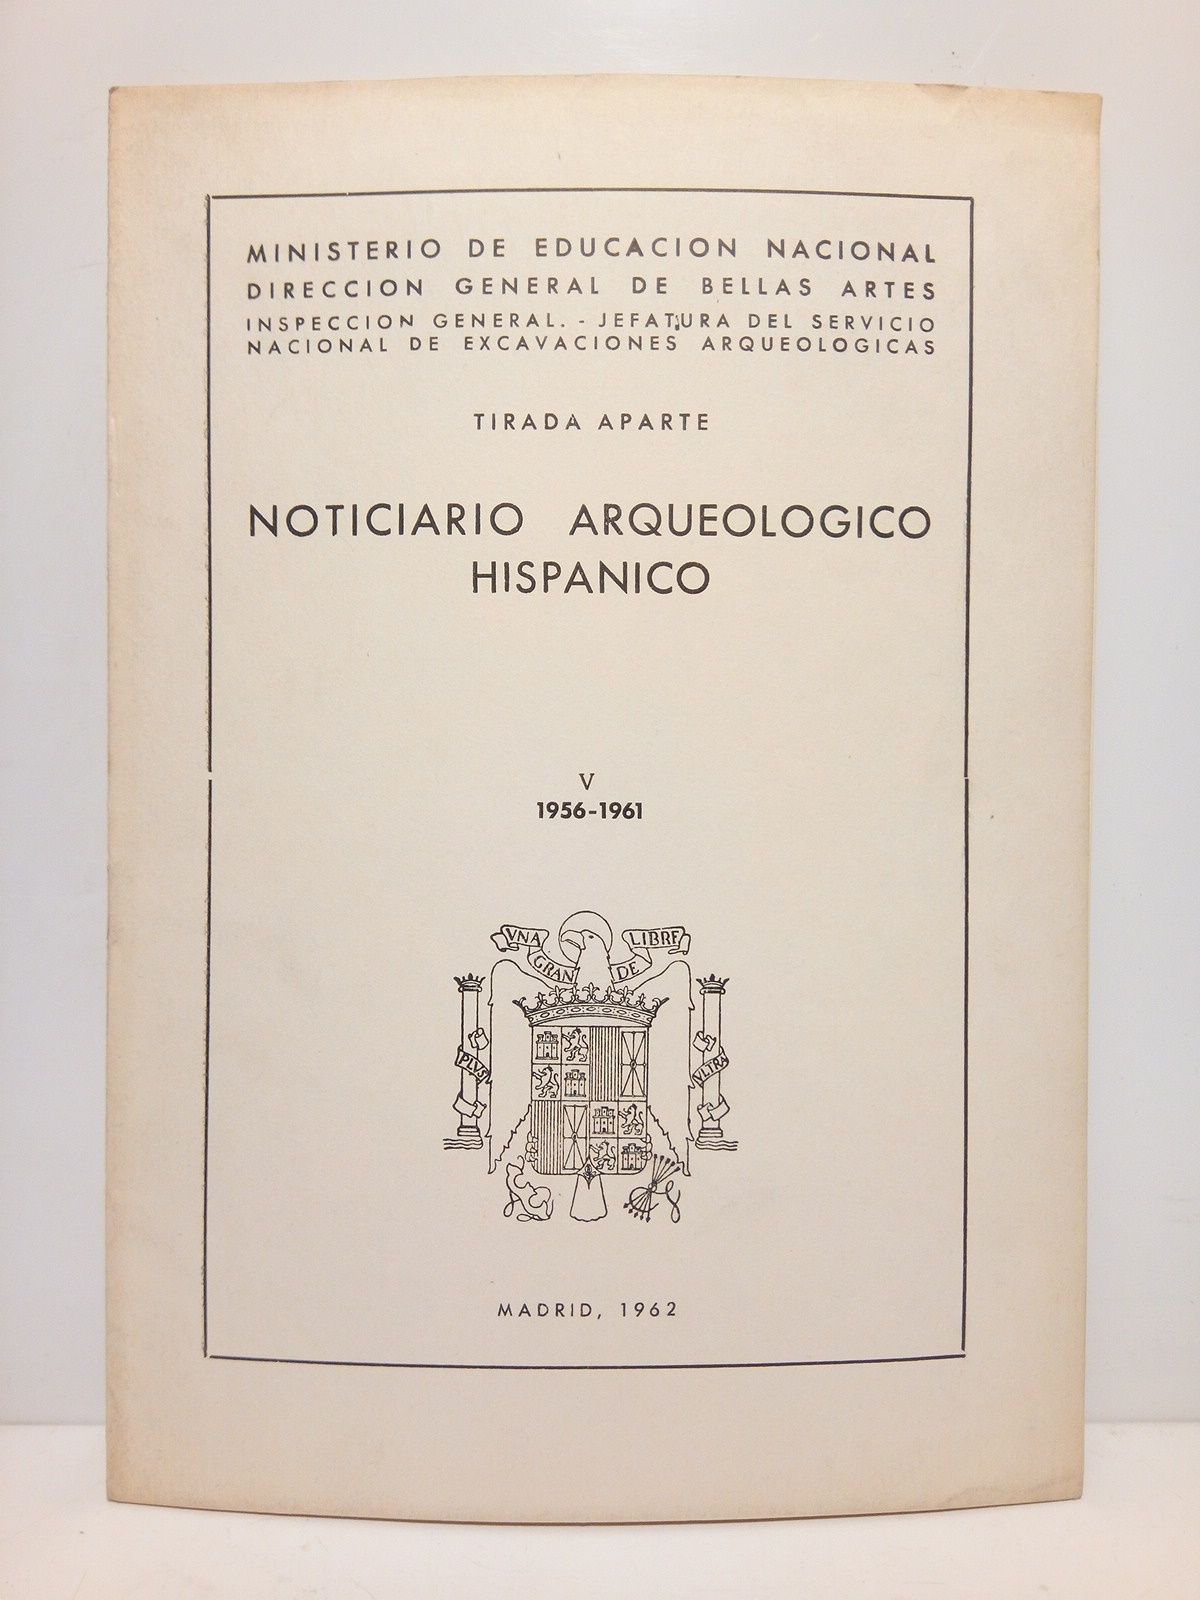 MINISTERIO DE EDUCACION NACIONAL
DIRECCION GENERAL DE BELLAS ARTES
INSPECCION GENERAL. - JEFATURA DEL SERVICIO
NACIONAL DE EXCAVACIONES ARQUEOLOGICAS
TIRADA APARTE
NOTICIARIO ARQUEOLOGICO
HISPANICO
V
1956-1961
VNA GRANDE LIBRE
PLVS VLTRA
MADRID, 1962